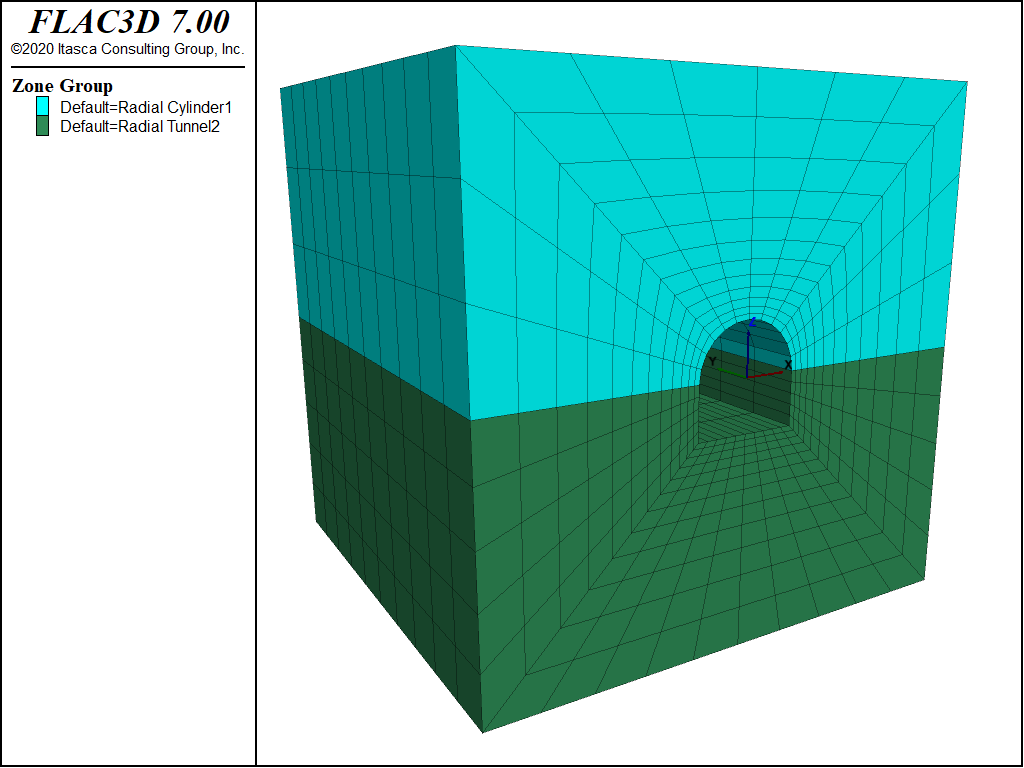 FLAC3D 7.00
©2020 Itasca Consulting Group, Inc.
Zone Group
Default=Radial Cylinder1
Default=Radial Tunnel2
Z
Y
X